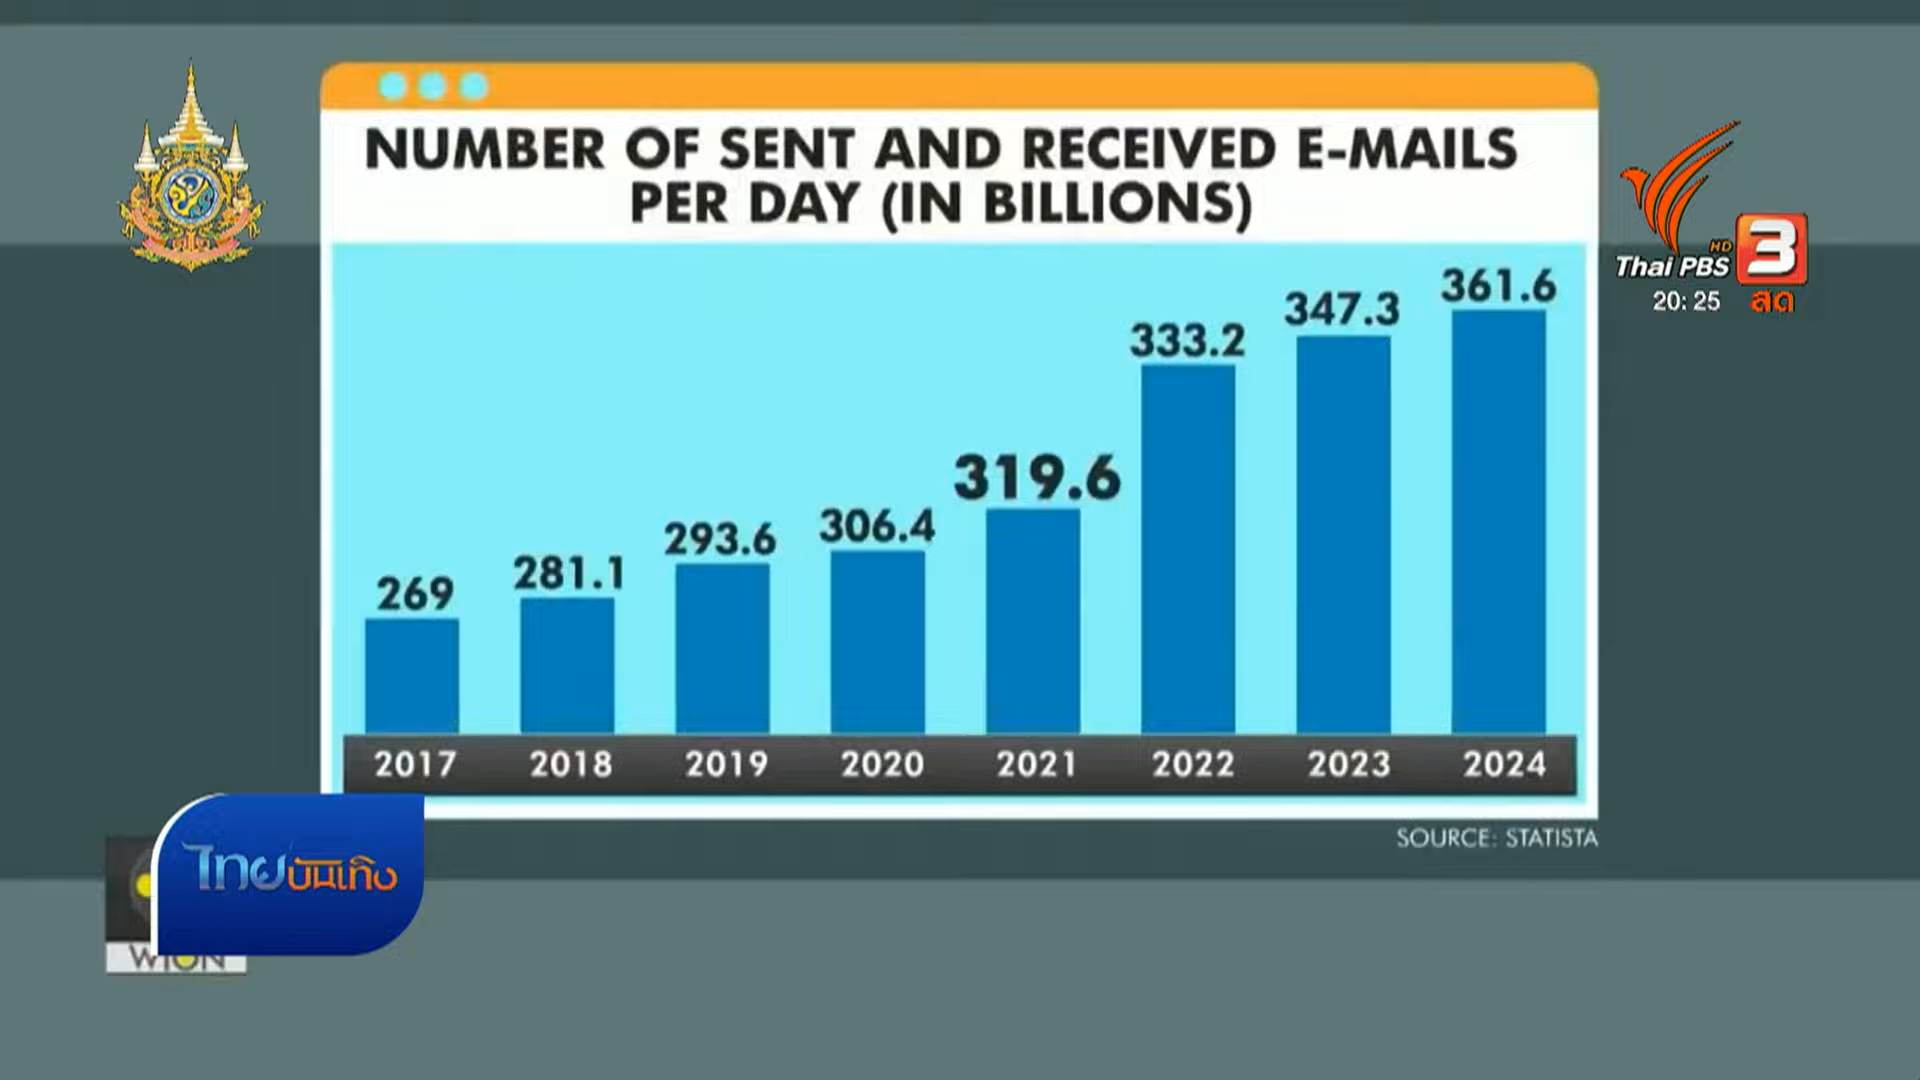 NUMBER OF SENT AND RECEIVED E-MAILS
PER DAY (IN BILLIONS)
HD
Thai PBS 3
20:25 สด
269
281.1
293.6
306.4
319.6
333.2
347.3
361.6
2017 2018 2019 2020 2021 2022 2023 2024
SOURCE: STATISTA
ไทยบันเทิง
WION